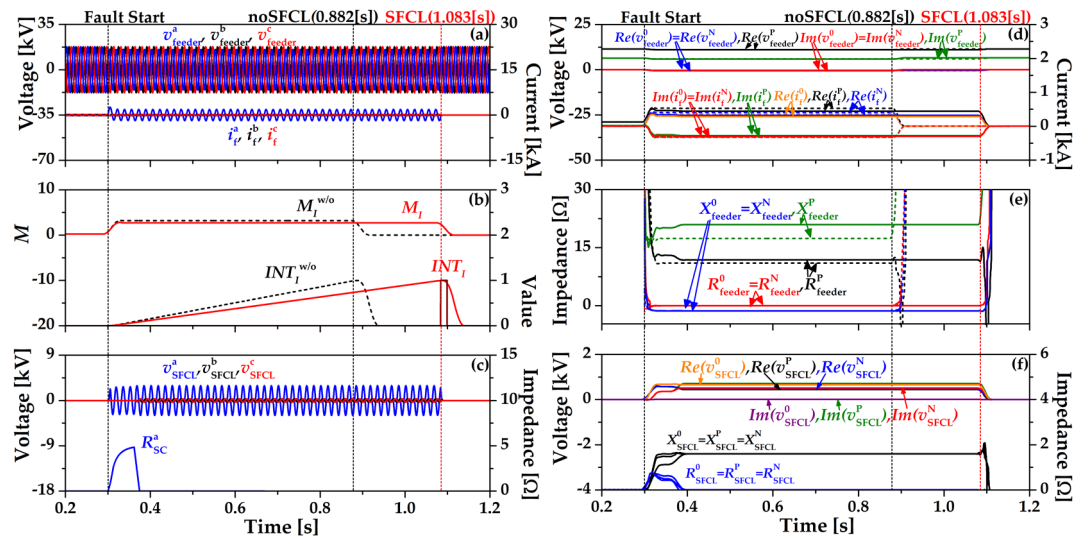 Fault Start noSFCL(0.882[s]) SFCL(1.083[s])
v^a_feeder, v^b_feeder, v^c_feeder
(a)
35
0
-35
-70
Voltage [kV]
30
15
0
-15
Current [kA]
i^a_f, i^b_f, i^c_f
(b)
10
0
-10
-20
M
3
2
1
0
Value
M_I^w/o
M_I
INT_I^w/o
INT_I
(c)
v^a_SFCL, v^b_SFCL, v^c_SFCL
9
0
-9
-18
Voltage [kV]
15
10
5
0
Impedance [Ω]
R^a_SC
0.2 0.4 0.6 0.8 1.0 1.2
Time [s]
Fault Start noSFCL(0.882[s]) SFCL(1.083[s])
(d)
Re(v^0_feeder)=Re(v^N_feeder),Re(v^P_feeder) Im(v^0_feeder)=Im(v^N_feeder),Im(v^P_feeder)
50
25
0
-25
50
Voltage [kV]
3
2
1
0
-1
Current [kA]
Im(i^0_f)=Im(i^N_f),Im(i^P_f) Re(i^0_f),Re(i^P_f),Re(i^N_f)
(e)
30
15
0
Impedance [Ω]
X^0_feeder=X^N_feeder,X^P_feeder
R^0_feeder=R^N_feeder,R^P_feeder
(f)
Re(v^0_SFCL),Re(v^P_SFCL),Re(v^N_SFCL)
Im(v^0_SFCL),Im(v^P_SFCL),Im(v^N_SFCL)
4
2
0
-2
-4
Voltage [kV]
6
4
2
0
Impedance [Ω]
X^0_SFCL=X^P_SFCL=X^N_SFCL
R^0_SFCL=R^P_SFCL=R^N_SFCL
0.2 0.4 0.6 0.8 1.0 1.2
Time [s]